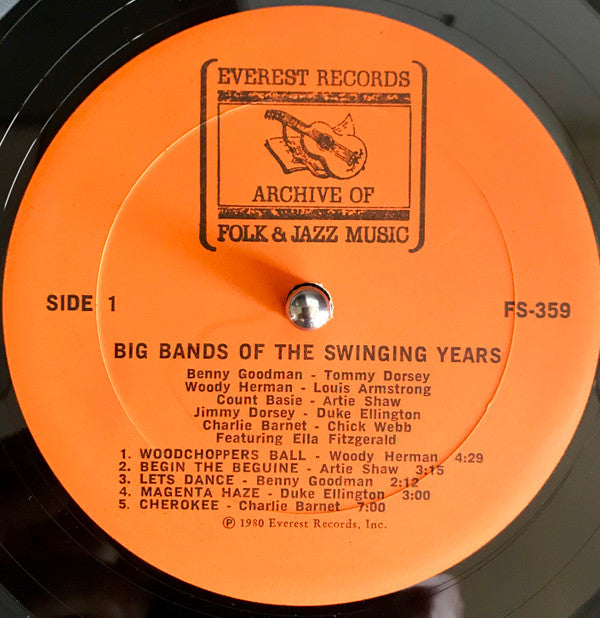 EVEREST RECORDS
ARCHIVE OF
FOLK & JAZZ MUSIC
SIDE 1
FS-359
BIG BANDS OF THE SWINGING YEARS
Benny Goodman - Tommy Dorsey
Woody Herman - Louis Armstrong
Count Basie - Artie Shaw
Jimmy Dorsey - Duke Ellington
Charlie Barnet - Chick Webb
Featuring Ella Fitzgerald
1. WOODCHOPPERS BALL - Woody Herman 4:29
2. BEGIN THE BEGUINE - Artie Shaw 3:15
3. LETS DANCE - Benny Goodman 2:12
4. MAGENTA HAZE - Duke Ellington 3:00
5. CHEROKEE - Charlie Barnet 7:00
℗ 1980 Everest Records, Inc.